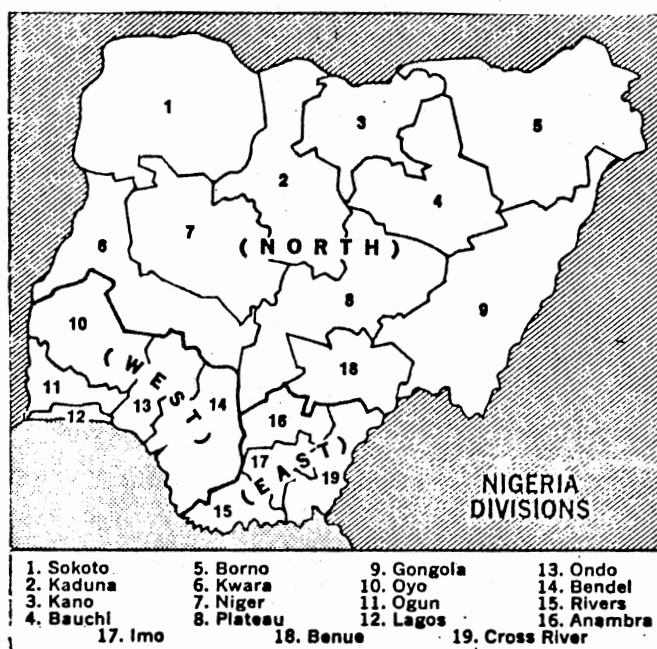 1
2
3
4
5
6
7
( N O R T H )
8
9
10
( W E S T )
11
12
13
14
18
16
17
( E A S T )
19
15
NIGERIA
DIVISIONS
1. Sokoto 5. Borno 9. Gongola 13. Ondo
2. Kaduna 6. Kwara 10. Oyo 14. Bendel
3. Kano 7. Niger 11. Ogun 15. Rivers
4. Bauchi 8. Plateau 12. Lagos 16. Anambra
17. Imo 18. Benue 19. Cross River